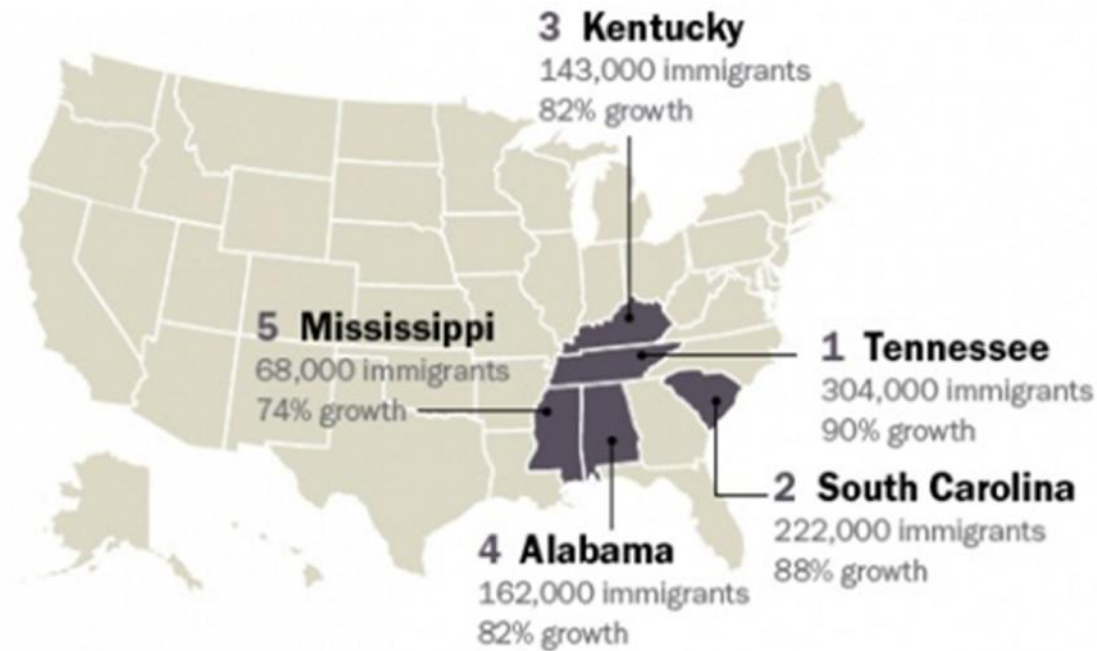 3 Kentucky
143,000 immigrants
82% growth
5 Mississippi
68,000 immigrants
74% growth
1 Tennessee
304,000 immigrants
90% growth
2 South Carolina
222,000 immigrants
88% growth
4 Alabama
162,000 immigrants
82% growth